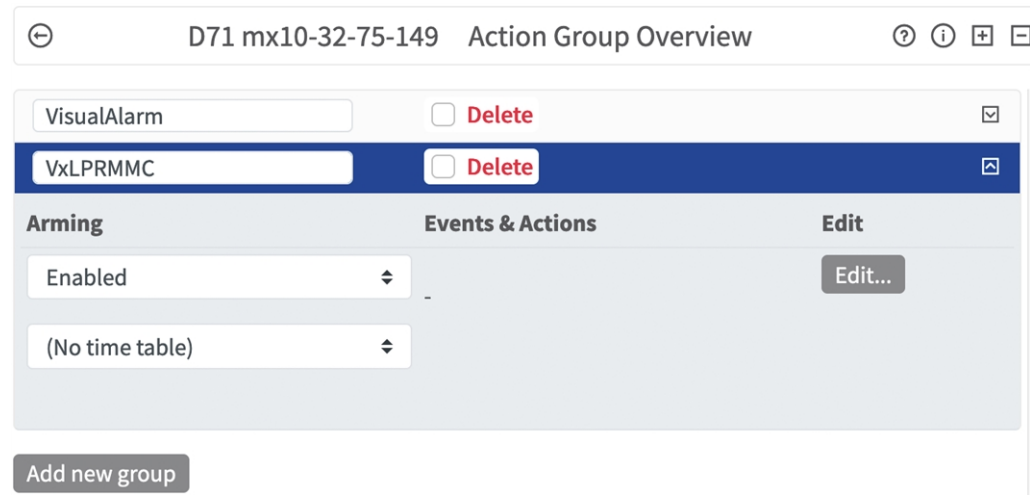 D71 mx10-32-75-149 Action Group Overview
VisualAlarm Delete
VxLPRMMC Delete
Arming Events & Actions Edit
Enabled - Edit...
(No time table)
Add new group